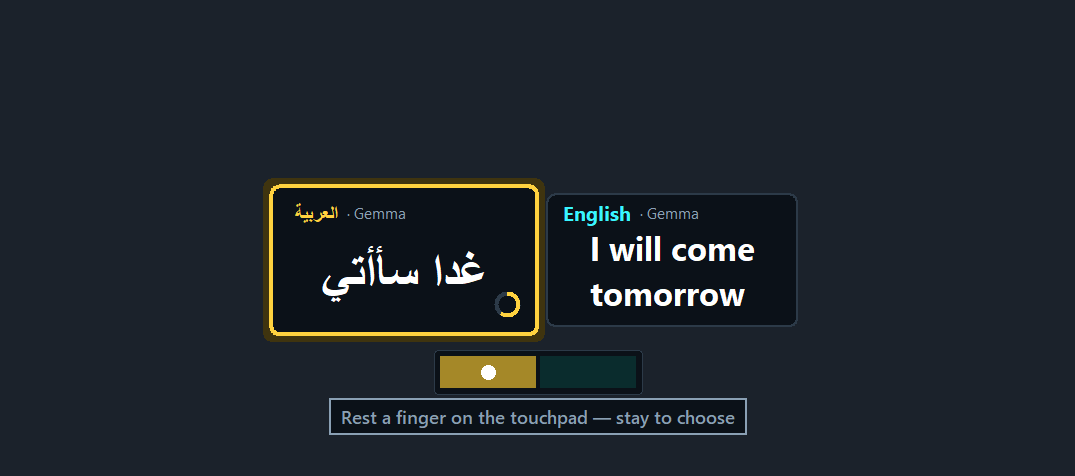 العربية · Gemma
غدا سأأتي
English · Gemma
I will come
tomorrow
Rest a finger on the touchpad — stay to choose